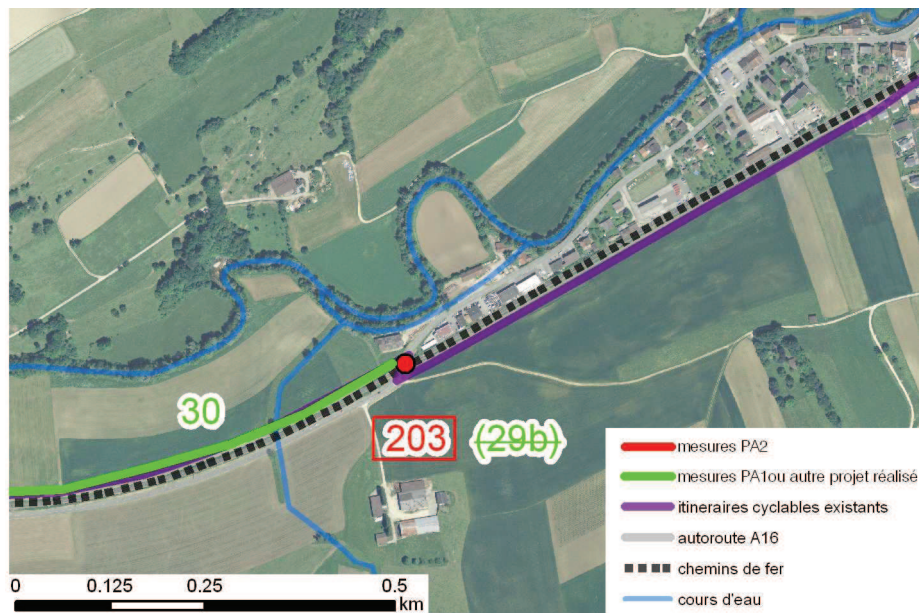 30
203 (29b)
mesures PA2
mesures PA1ou autre projet réalisé
itineraires cyclables existants
autoroute A16
chemins de fer
cours d'eau
0 0.125 0.25 0.5
km